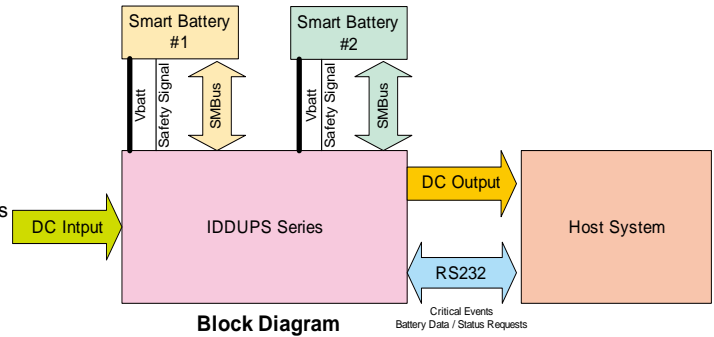 Smart Battery
#1
Smart Battery
#2
Vbatt
Safety Signal
SMBus
Vbatt
Safety Signal
SMBus
s
DC Intput
IDDUPS Series
DC Output
RS232
Host System
Critical Events
Battery Data / Status Requests
Block Diagram